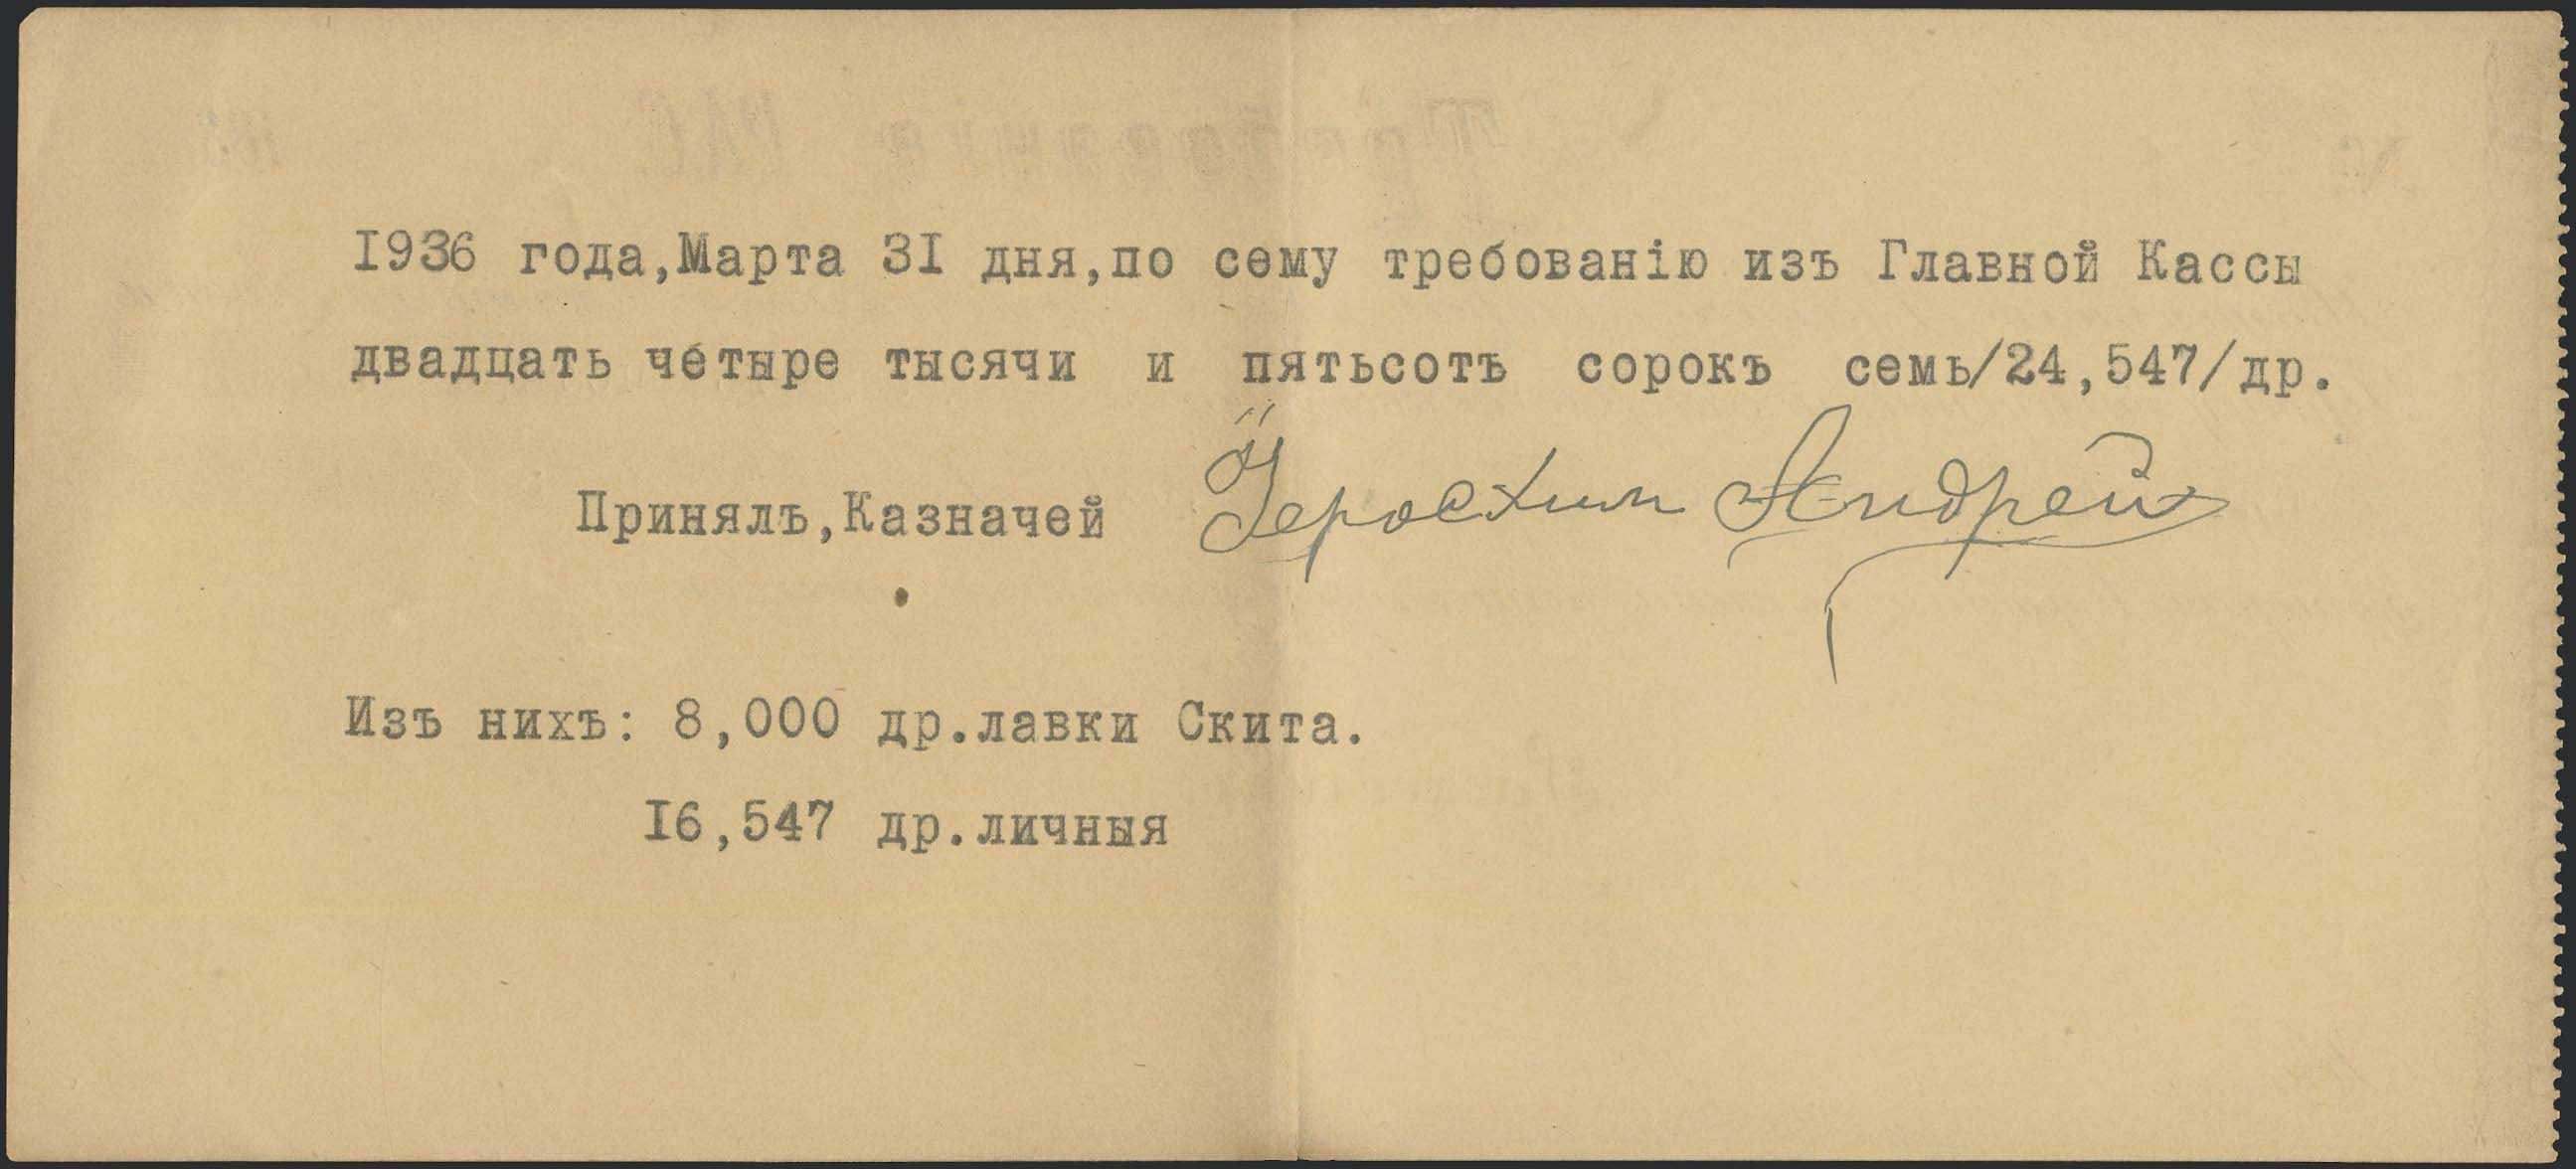 1936 года,Марта 31 дня,по сему требованію изъ Главной Кассы
двадцать четыре тысячи и пятьсотъ сорокъ семь/24,547/др.
Принялъ,Казначей Іеросхим Андрей
Изъ нихъ: 8,000 др.лавки Скита.
16,547 др.личныя